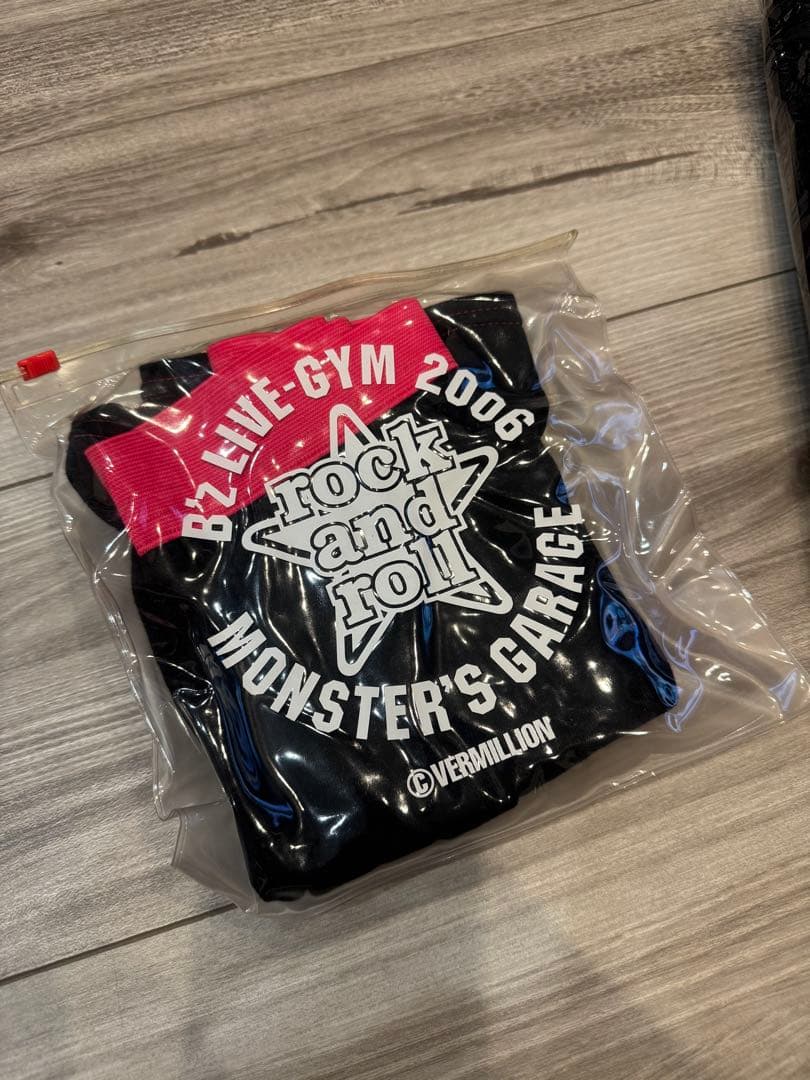 B'z LIVE-GYM 2006
rock
and
roll
MONSTER'S GARAGE
©VERMILLION